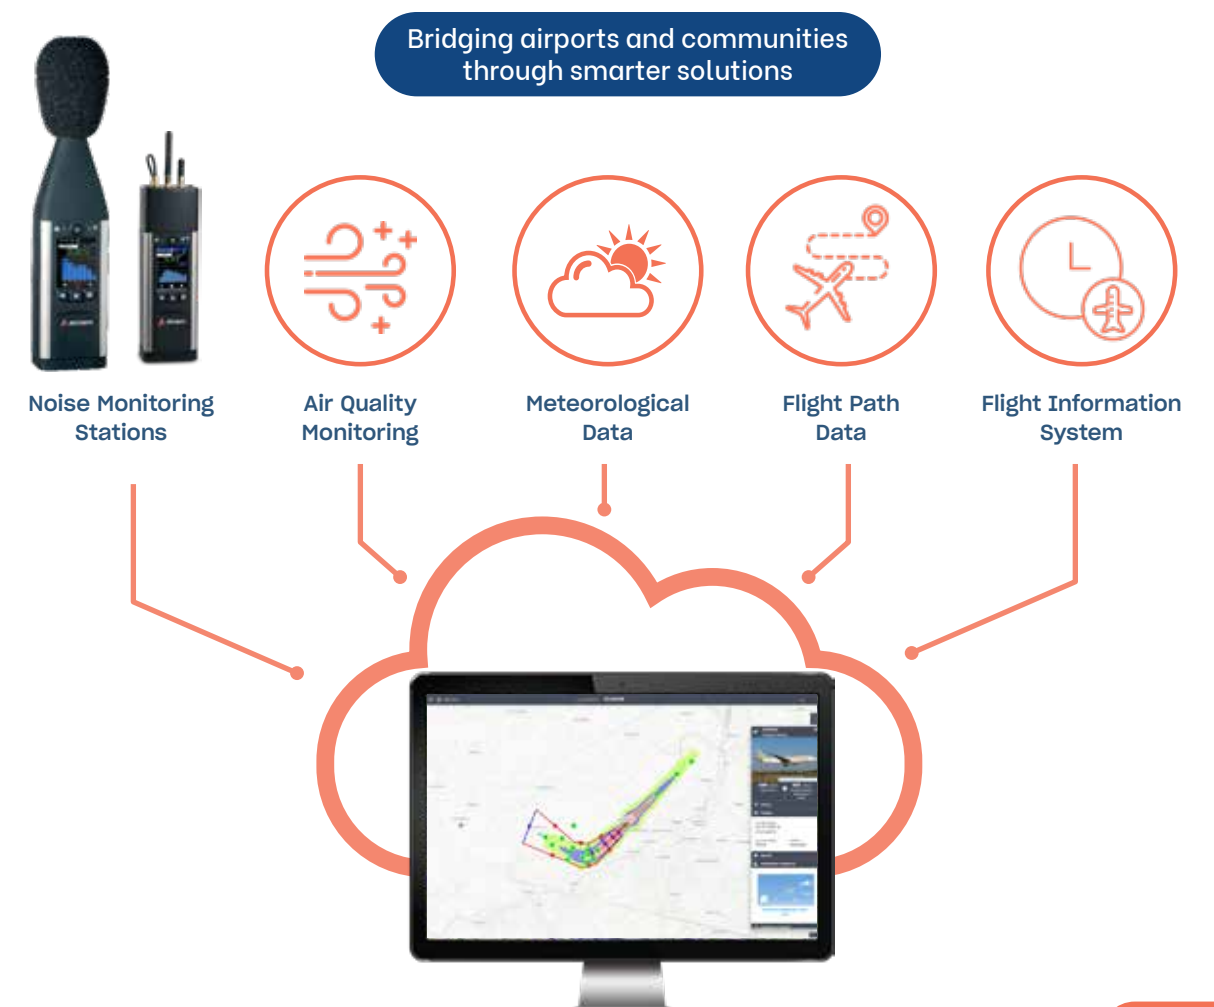 Bridging airports and communities
through smarter solutions
Noise Monitoring
Stations
Air Quality
Monitoring
Meteorological
Data
Flight Path
Data
Flight Information
System